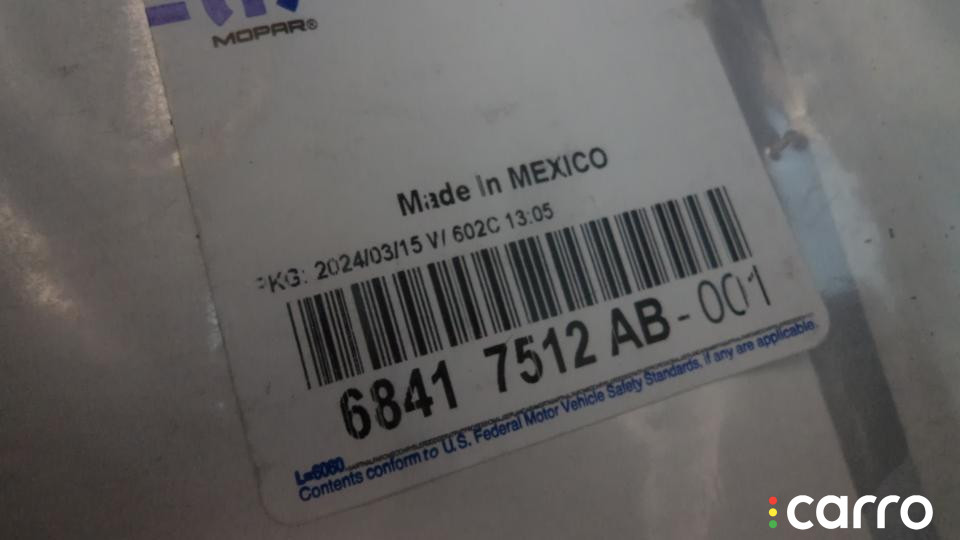 MOPAR®
Made In MEXICO
PKG: 2024/03/15 V/ 602C 13:05
6841 7512 AB-001
L=6060
Contents conform to U.S. Federal Motor Vehicle Safety Standards, if any are applicable.
carro